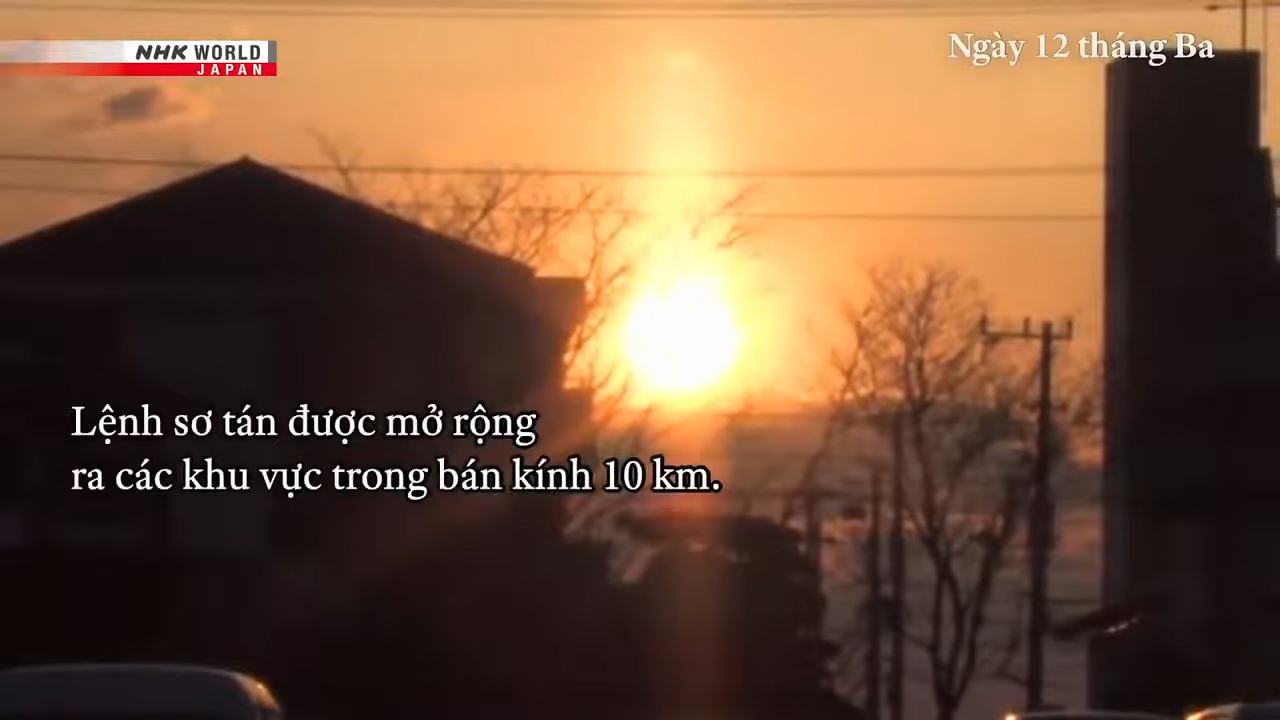 NHK WORLD
JAPAN
Ngày 12 tháng Ba
Lệnh sơ tán được mở rộng
ra các khu vực trong bán kính 10 km.